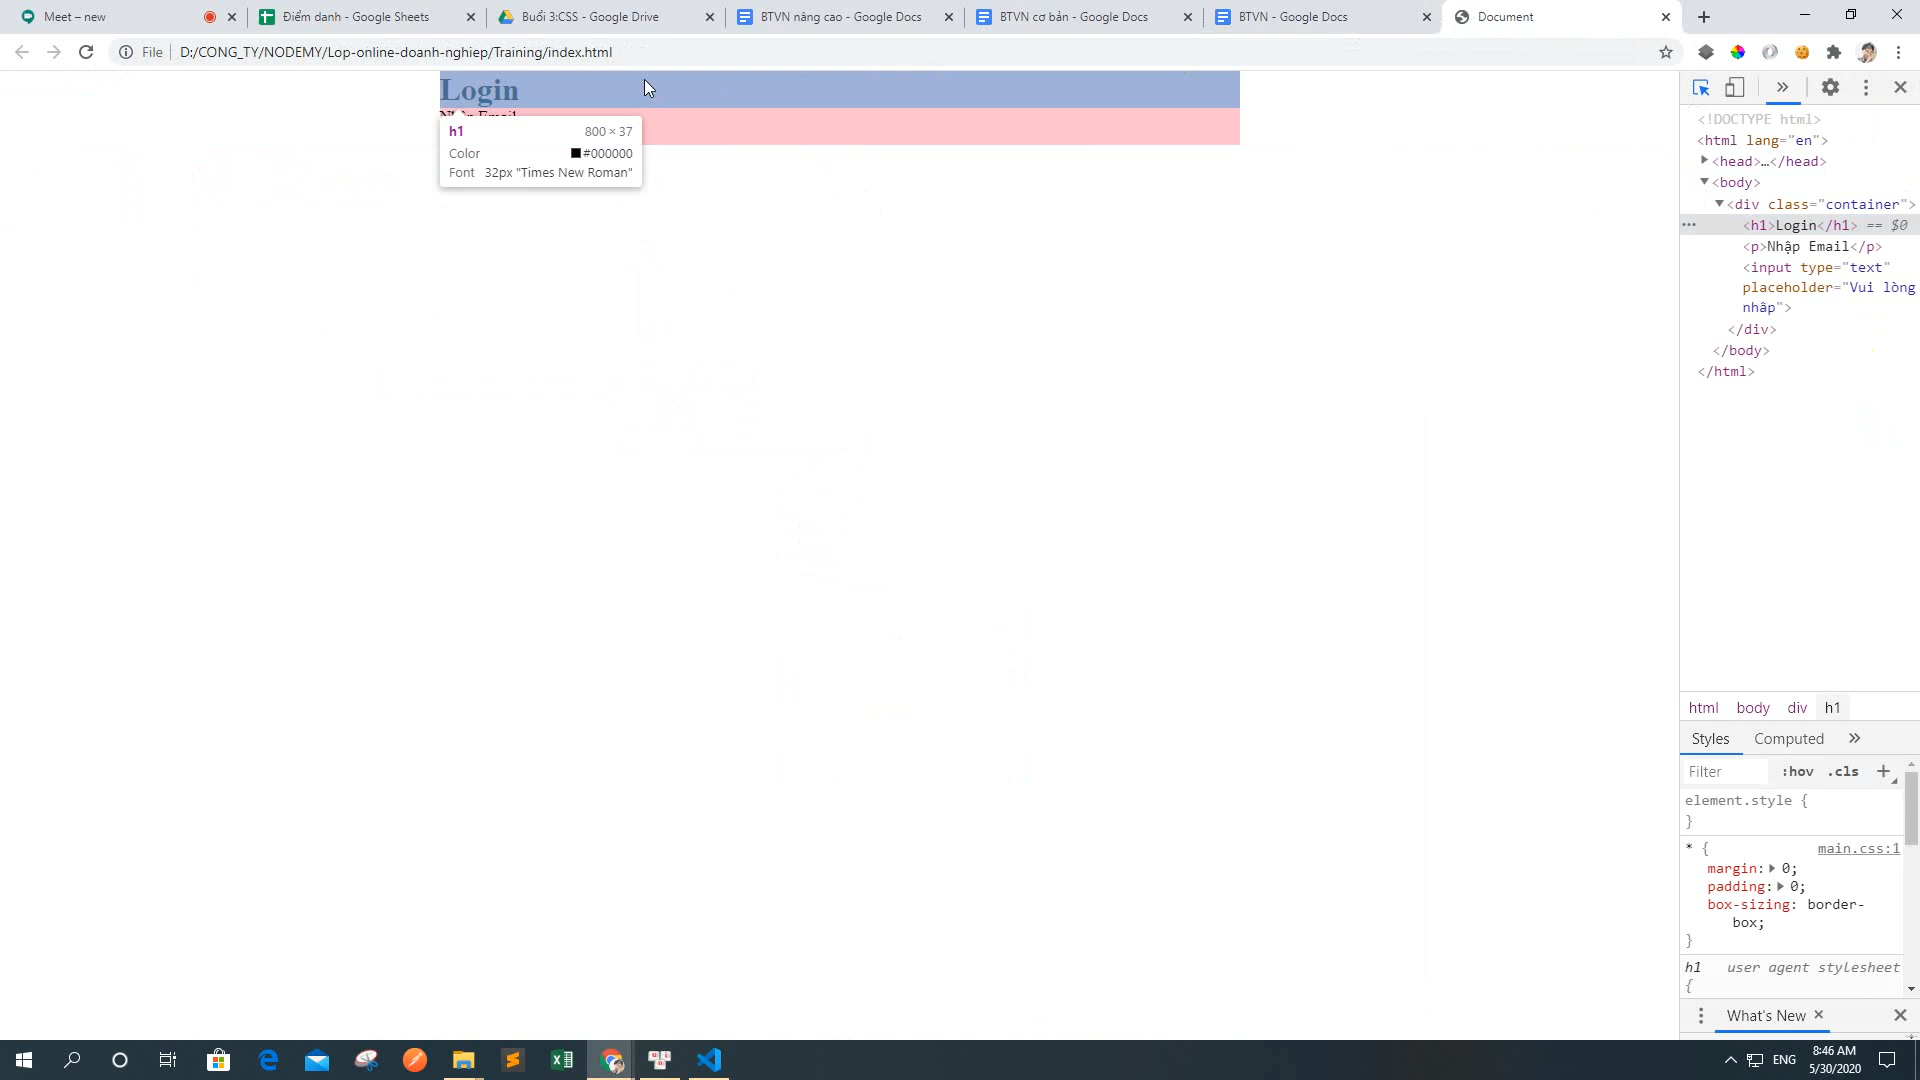 Meet – new
Điểm danh - Google Sheets
Buổi 3:CSS - Google Drive
BTVN nâng cao - Google Docs
BTVN cơ bản - Google Docs
BTVN - Google Docs
Document
File
D:/CONG_TY/NODEMY/Lop-online-doanh-nghiep/Training/index.html
Login
h1 800 × 37
Color #000000
Font 32px "Times New Roman"
<!DOCTYPE html>
<html lang="en">
<head>…</head>
<body>
<div class="container">
<h1>Login</h1> == $0
<p>Nhập Email</p>
<input type="text"
placeholder="Vui lòng
nhâp">
</div>
</body>
</html>
html body div h1
Styles Computed
Filter :hov .cls
element.style {
}
* { main.css:1
margin: 0;
padding: 0;
box-sizing: border-
box;
}
h1 user agent stylesheet
{
What's New
ENG
8:46 AM
5/30/2020